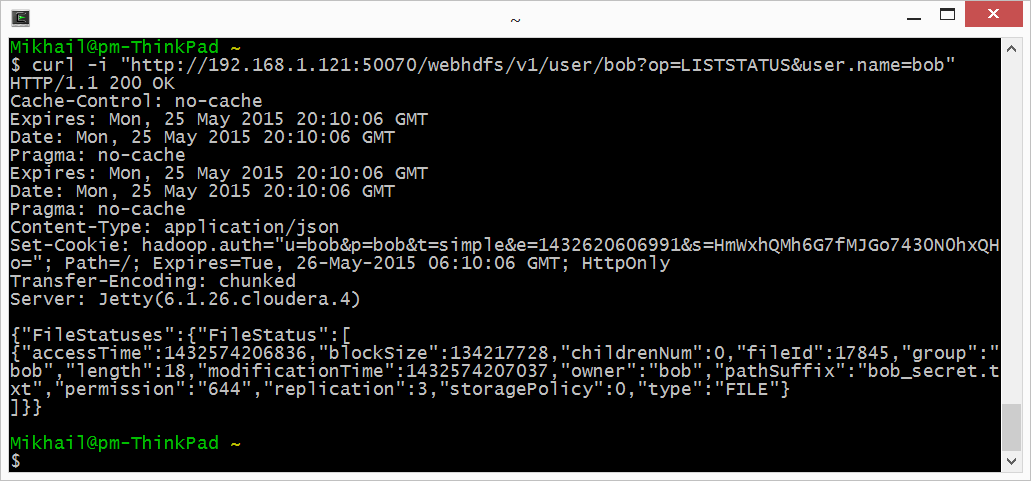 ~
Mikhail@pm-ThinkPad ~
$ curl -i "http://192.168.1.121:50070/webhdfs/v1/user/bob?op=LISTSTATUS&user.name=bob"
HTTP/1.1 200 OK
Cache-Control: no-cache
Expires: Mon, 25 May 2015 20:10:06 GMT
Date: Mon, 25 May 2015 20:10:06 GMT
Pragma: no-cache
Expires: Mon, 25 May 2015 20:10:06 GMT
Date: Mon, 25 May 2015 20:10:06 GMT
Pragma: no-cache
Content-Type: application/json
Set-Cookie: hadoop.auth="u=bob&p=bob&t=simple&e=1432620606991&s=HmWxhQMh6G7fMJGo7430N0hxQH
o="; Path=/; Expires=Tue, 26-May-2015 06:10:06 GMT; HttpOnly
Transfer-Encoding: chunked
Server: Jetty(6.1.26.cloudera.4)
{"FileStatuses":{"FileStatus":[
{"accessTime":1432574206836,"blockSize":134217728,"childrenNum":0,"fileId":17845,"group":"
bob","length":18,"modificationTime":1432574207037,"owner":"bob","pathSuffix":"bob_secret.t
xt","permission":"644","replication":3,"storagePolicy":0,"type":"FILE"}
]}}
Mikhail@pm-ThinkPad ~
$